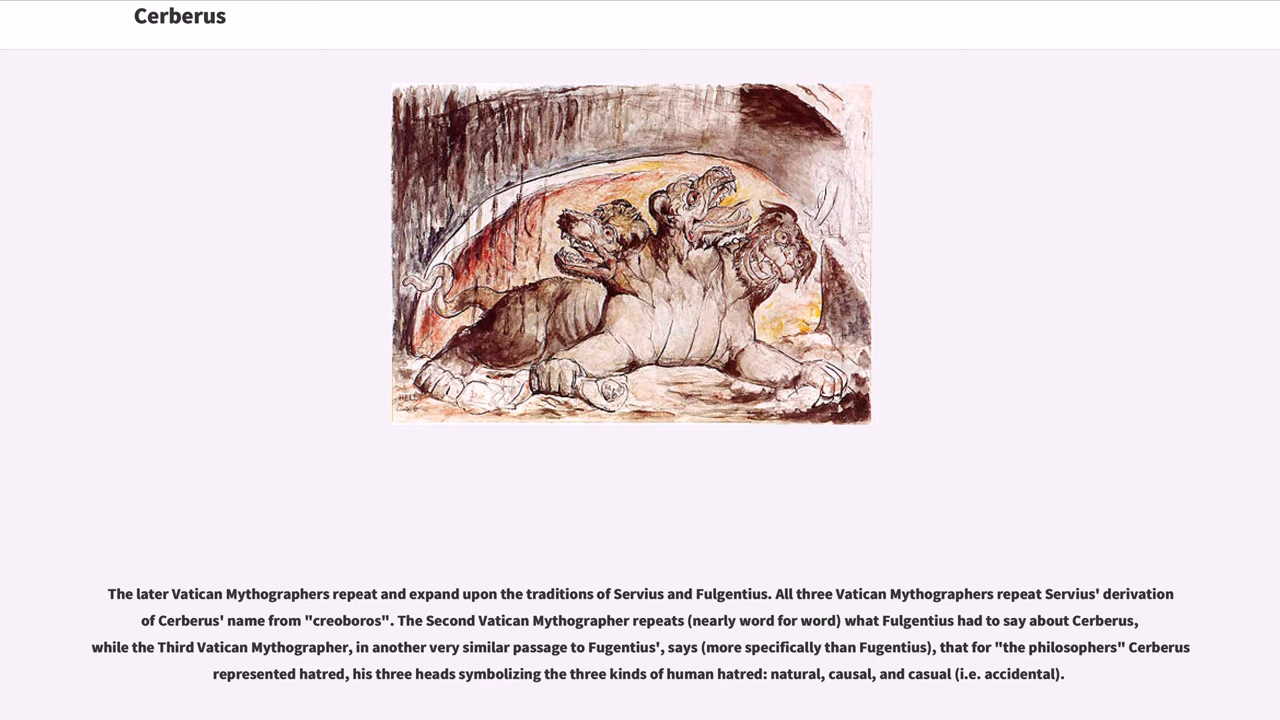 Cerberus
HELL
The later Vatican Mythographers repeat and expand upon the traditions of Servius and Fulgentius. All three Vatican Mythographers repeat Servius' derivation
of Cerberus' name from "creoboros". The Second Vatican Mythographer repeats (nearly word for word) what Fulgentius had to say about Cerberus,
while the Third Vatican Mythographer, in another very similar passage to Fugentius', says (more specifically than Fugentius), that for "the philosophers" Cerberus
represented hatred, his three heads symbolizing the three kinds of human hatred: natural, causal, and casual (i.e. accidental).